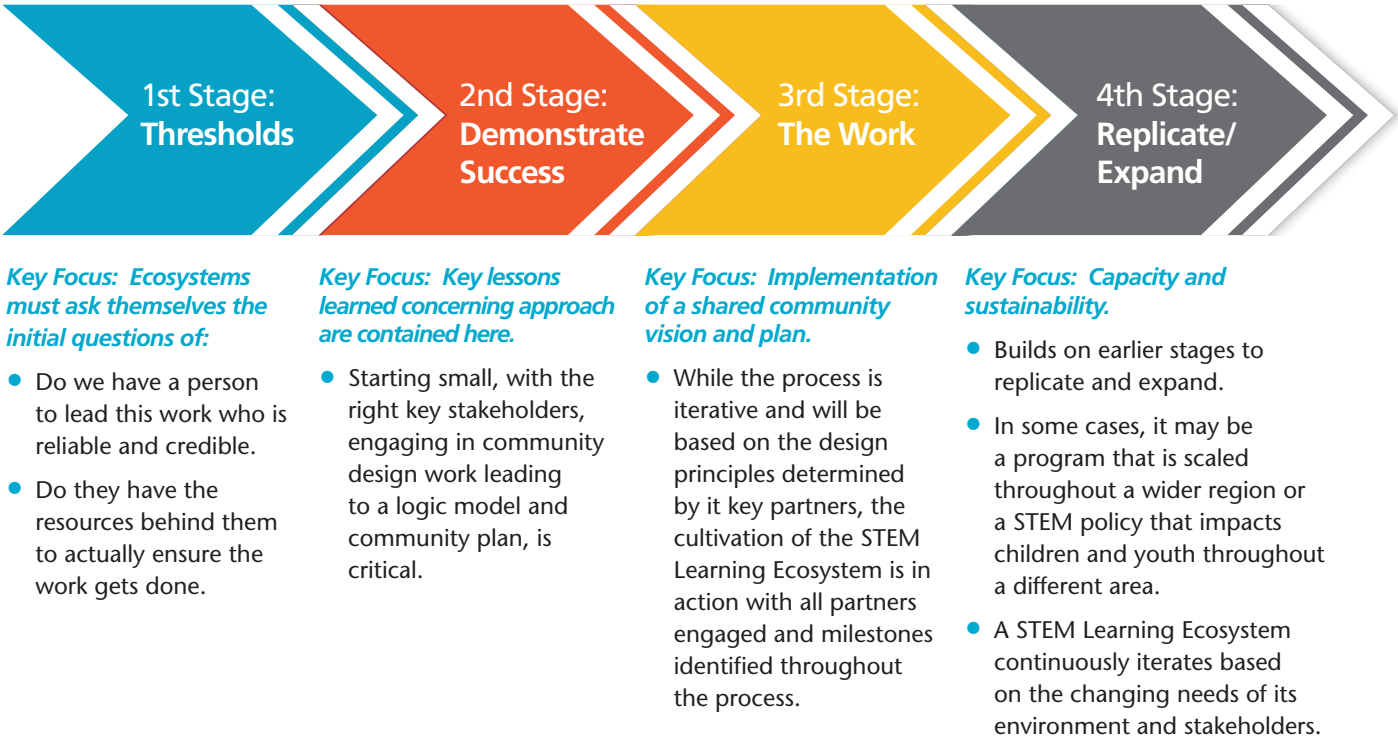 1st Stage:
Thresholds
2nd Stage:
Demonstrate
Success
3rd Stage:
The Work
4th Stage:
Replicate/
Expand
Key Focus: Ecosystems
must ask themselves the
initial questions of:
• Do we have a person
to lead this work who is
reliable and credible.
• Do they have the
resources behind them
to actually ensure the
work gets done.
Key Focus: Key lessons
learned concerning approach
are contained here.
• Starting small, with the
right key stakeholders,
engaging in community
design work leading
to a logic model and
community plan, is
critical.
Key Focus: Implementation
of a shared community
vision and plan.
• While the process is
iterative and will be
based on the design
principles determined
by it key partners, the
cultivation of the STEM
Learning Ecosystem is in
action with all partners
engaged and milestones
identified throughout
the process.
Key Focus: Capacity and
sustainability.
• Builds on earlier stages to
replicate and expand.
• In some cases, it may be
a program that is scaled
throughout a wider region or
a STEM policy that impacts
children and youth throughout
a different area.
• A STEM Learning Ecosystem
continuously iterates based
on the changing needs of its
environment and stakeholders.